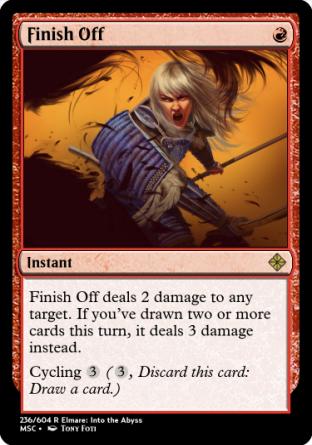 Finish Off
Instant
Finish Off deals 2 damage to any
target. If you've drawn two or more
cards this turn, it deals 3 damage
instead.
Cycling 3 (3, Discard this card:
Draw a card.)
236/604 R Elmare: Into the Abyss
MSC • Tony Foti